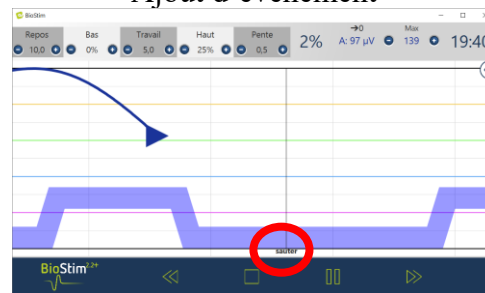 Ajout d'événement
BioStim
Repos Bas Travail Haut Pente
10,0 0% 5,0 25% 0,5
2% →0 A: 97 µV
Max 139
19:40
sauter
BioStim 2.2+